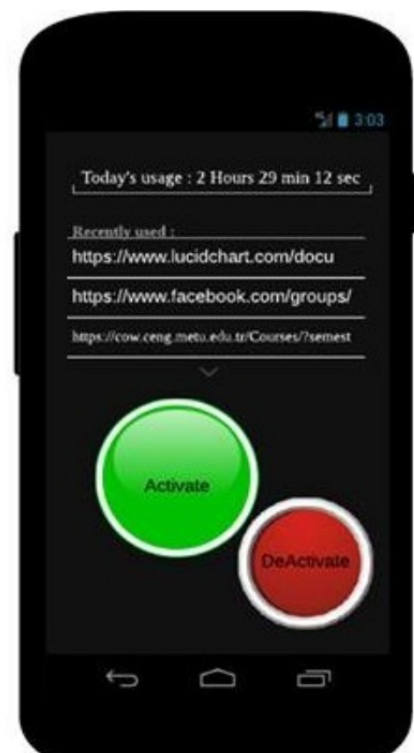 3:03
Today's usage : 2 Hours 29 min 12 sec
Recently used :
https://www.lucidchart.com/docu
https://www.facebook.com/groups/
https://cow.ceng.metu.edu.tr/Courses/?semest
Activate
DeActivate